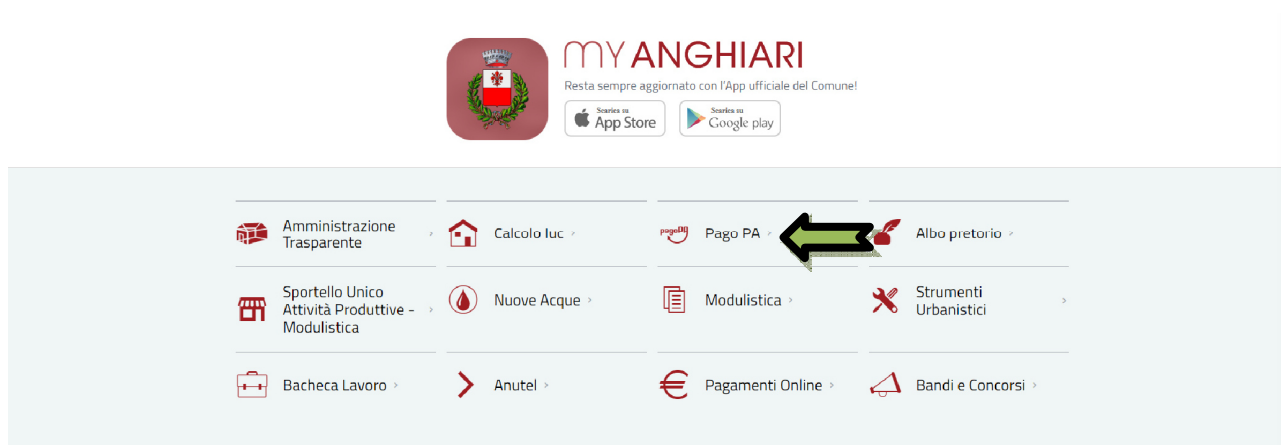 MY ANGHIARI
Resta sempre aggiornato con l'App ufficiale del Comune!
Scarica su
App Store
Scarica su
Google play
Amministrazione
Trasparente
Calcolo Iuc
pagoPA
Pago PA
Albo pretorio
Sportello Unico
Attività Produttive -
Modulistica
Nuove Acque
Modulistica
Strumenti
Urbanistici
Bacheca Lavoro
Anutel
Pagamenti Online
Bandi e Concorsi